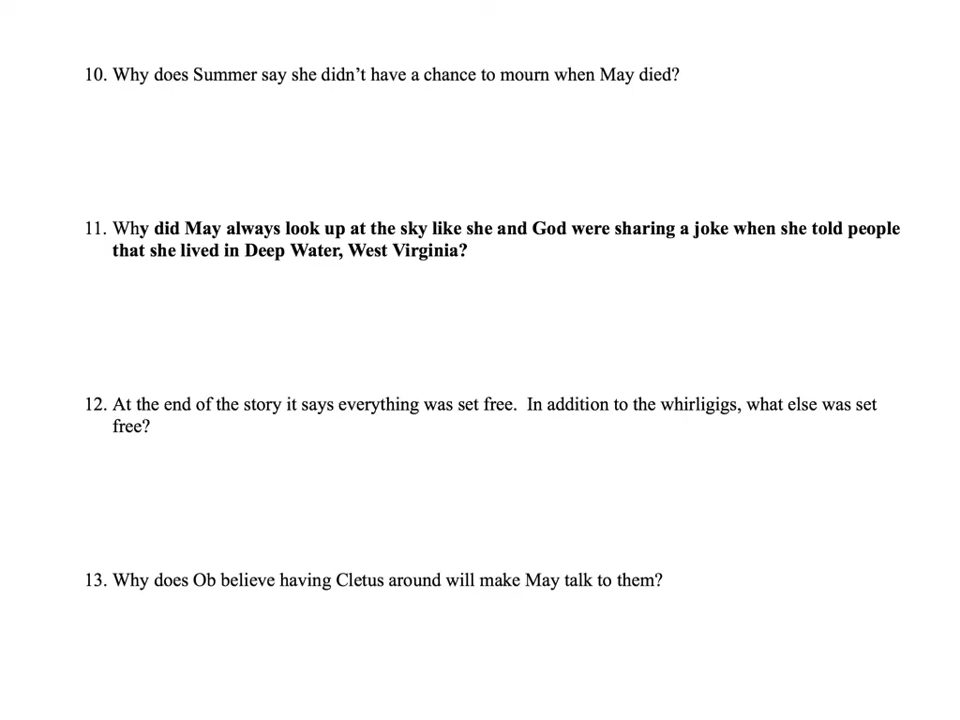 10. Why does Summer say she didn’t have a chance to mourn when May died?
11. Why did May always look up at the sky like she and God were sharing a joke when she told people
that she lived in Deep Water, West Virginia?
12. At the end of the story it says everything was set free.  In addition to the whirligigs, what else was set
free?
13. Why does Ob believe having Cletus around will make May talk to them?